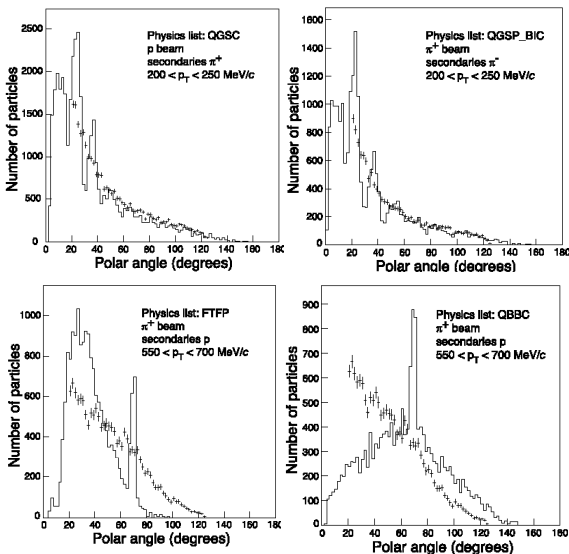 Physics list: QGSC
p beam
secondaries π⁺
200 < pT < 250 MeV/c
Number of particles
2500
2000
1500
1000
500
0
0 20 40 60 80 100 120 140 160 180
Polar angle (degrees)
Physics list: QGSP_BIC
π⁺ beam
secondaries π⁻
200 < pT < 250 MeV/c
Number of particles
1600
1400
1200
1000
800
600
400
200
0
0 20 40 60 80 100 120 140 160 180
Polar angle (degrees)
Physics list: FTFP
π⁺ beam
secondaries p
550 < pT < 700 MeV/c
Number of particles
1000
800
600
400
200
0
0 20 40 60 80 100 120 140 160 180
Polar angle (degrees)
Physics list: QBBC
π⁺ beam
secondaries p
550 < pT < 700 MeV/c
Number of particles
900
800
700
600
500
400
300
200
100
0
0 20 40 60 80 100 120 140 160 180
Polar angle (degrees)